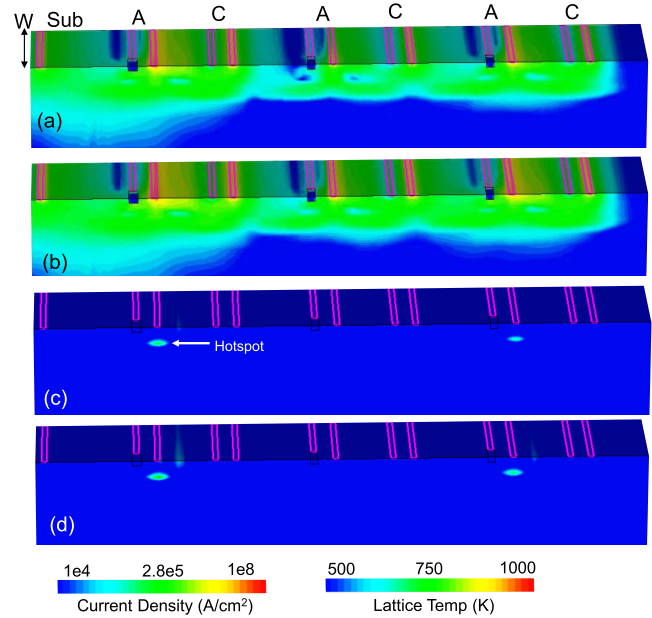 W Sub A C A C A C
(a)
(b)
Hotspot
(c)
(d)
1e4 2.8e5 1e8 500 750 1000
Current Density (A/cm²) Lattice Temp (K)